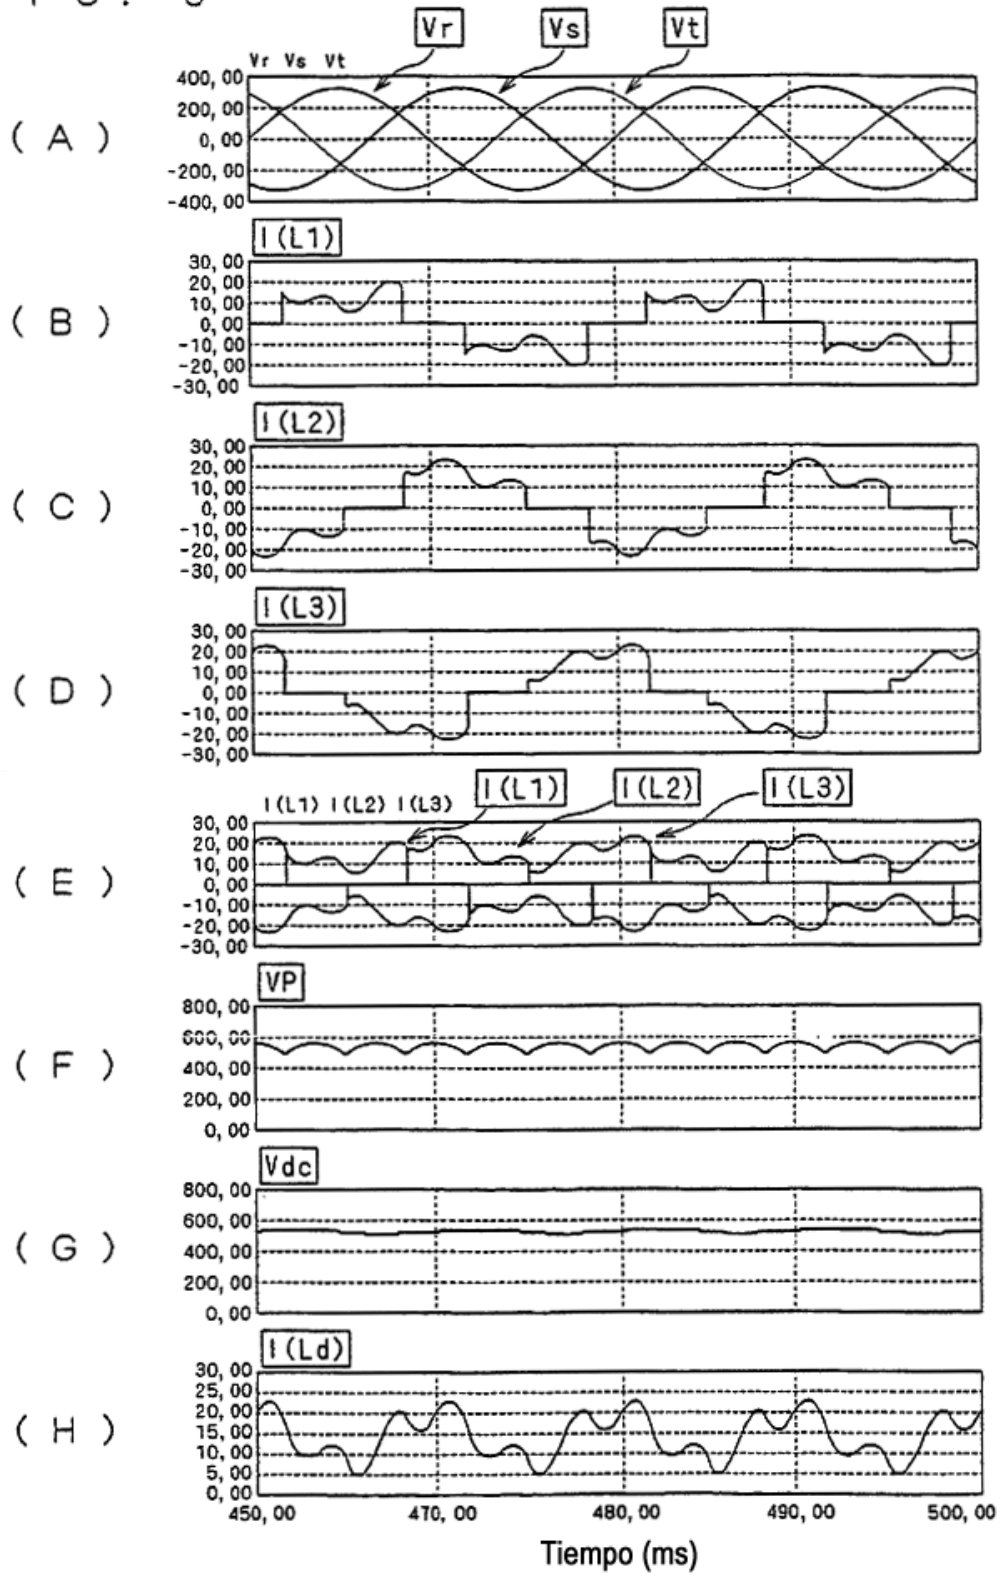 Vr Vs Vt
Vr Vs Vt
(A)
400,00
200,00
0,00
-200,00
-400,00
I(L1)
(B)
30,00
20,00
10,00
0,00
-10,00
-20,00
-30,00
I(L2)
(C)
30,00
20,00
10,00
0,00
-10,00
-20,00
-30,00
I(L3)
(D)
30,00
20,00
10,00
0,00
-10,00
-20,00
-30,00
I(L1) I(L2) I(L3)
I(L1) I(L2) I(L3)
(E)
30,00
20,00
10,00
0,00
-10,00
-20,00
-30,00
VP
(F)
800,00
600,00
400,00
200,00
0,00
Vdc
(G)
800,00
600,00
400,00
200,00
0,00
I(Ld)
(H)
30,00
25,00
20,00
15,00
10,00
5,00
0,00
450,00 470,00 480,00 490,00 500,00
Tiempo (ms)